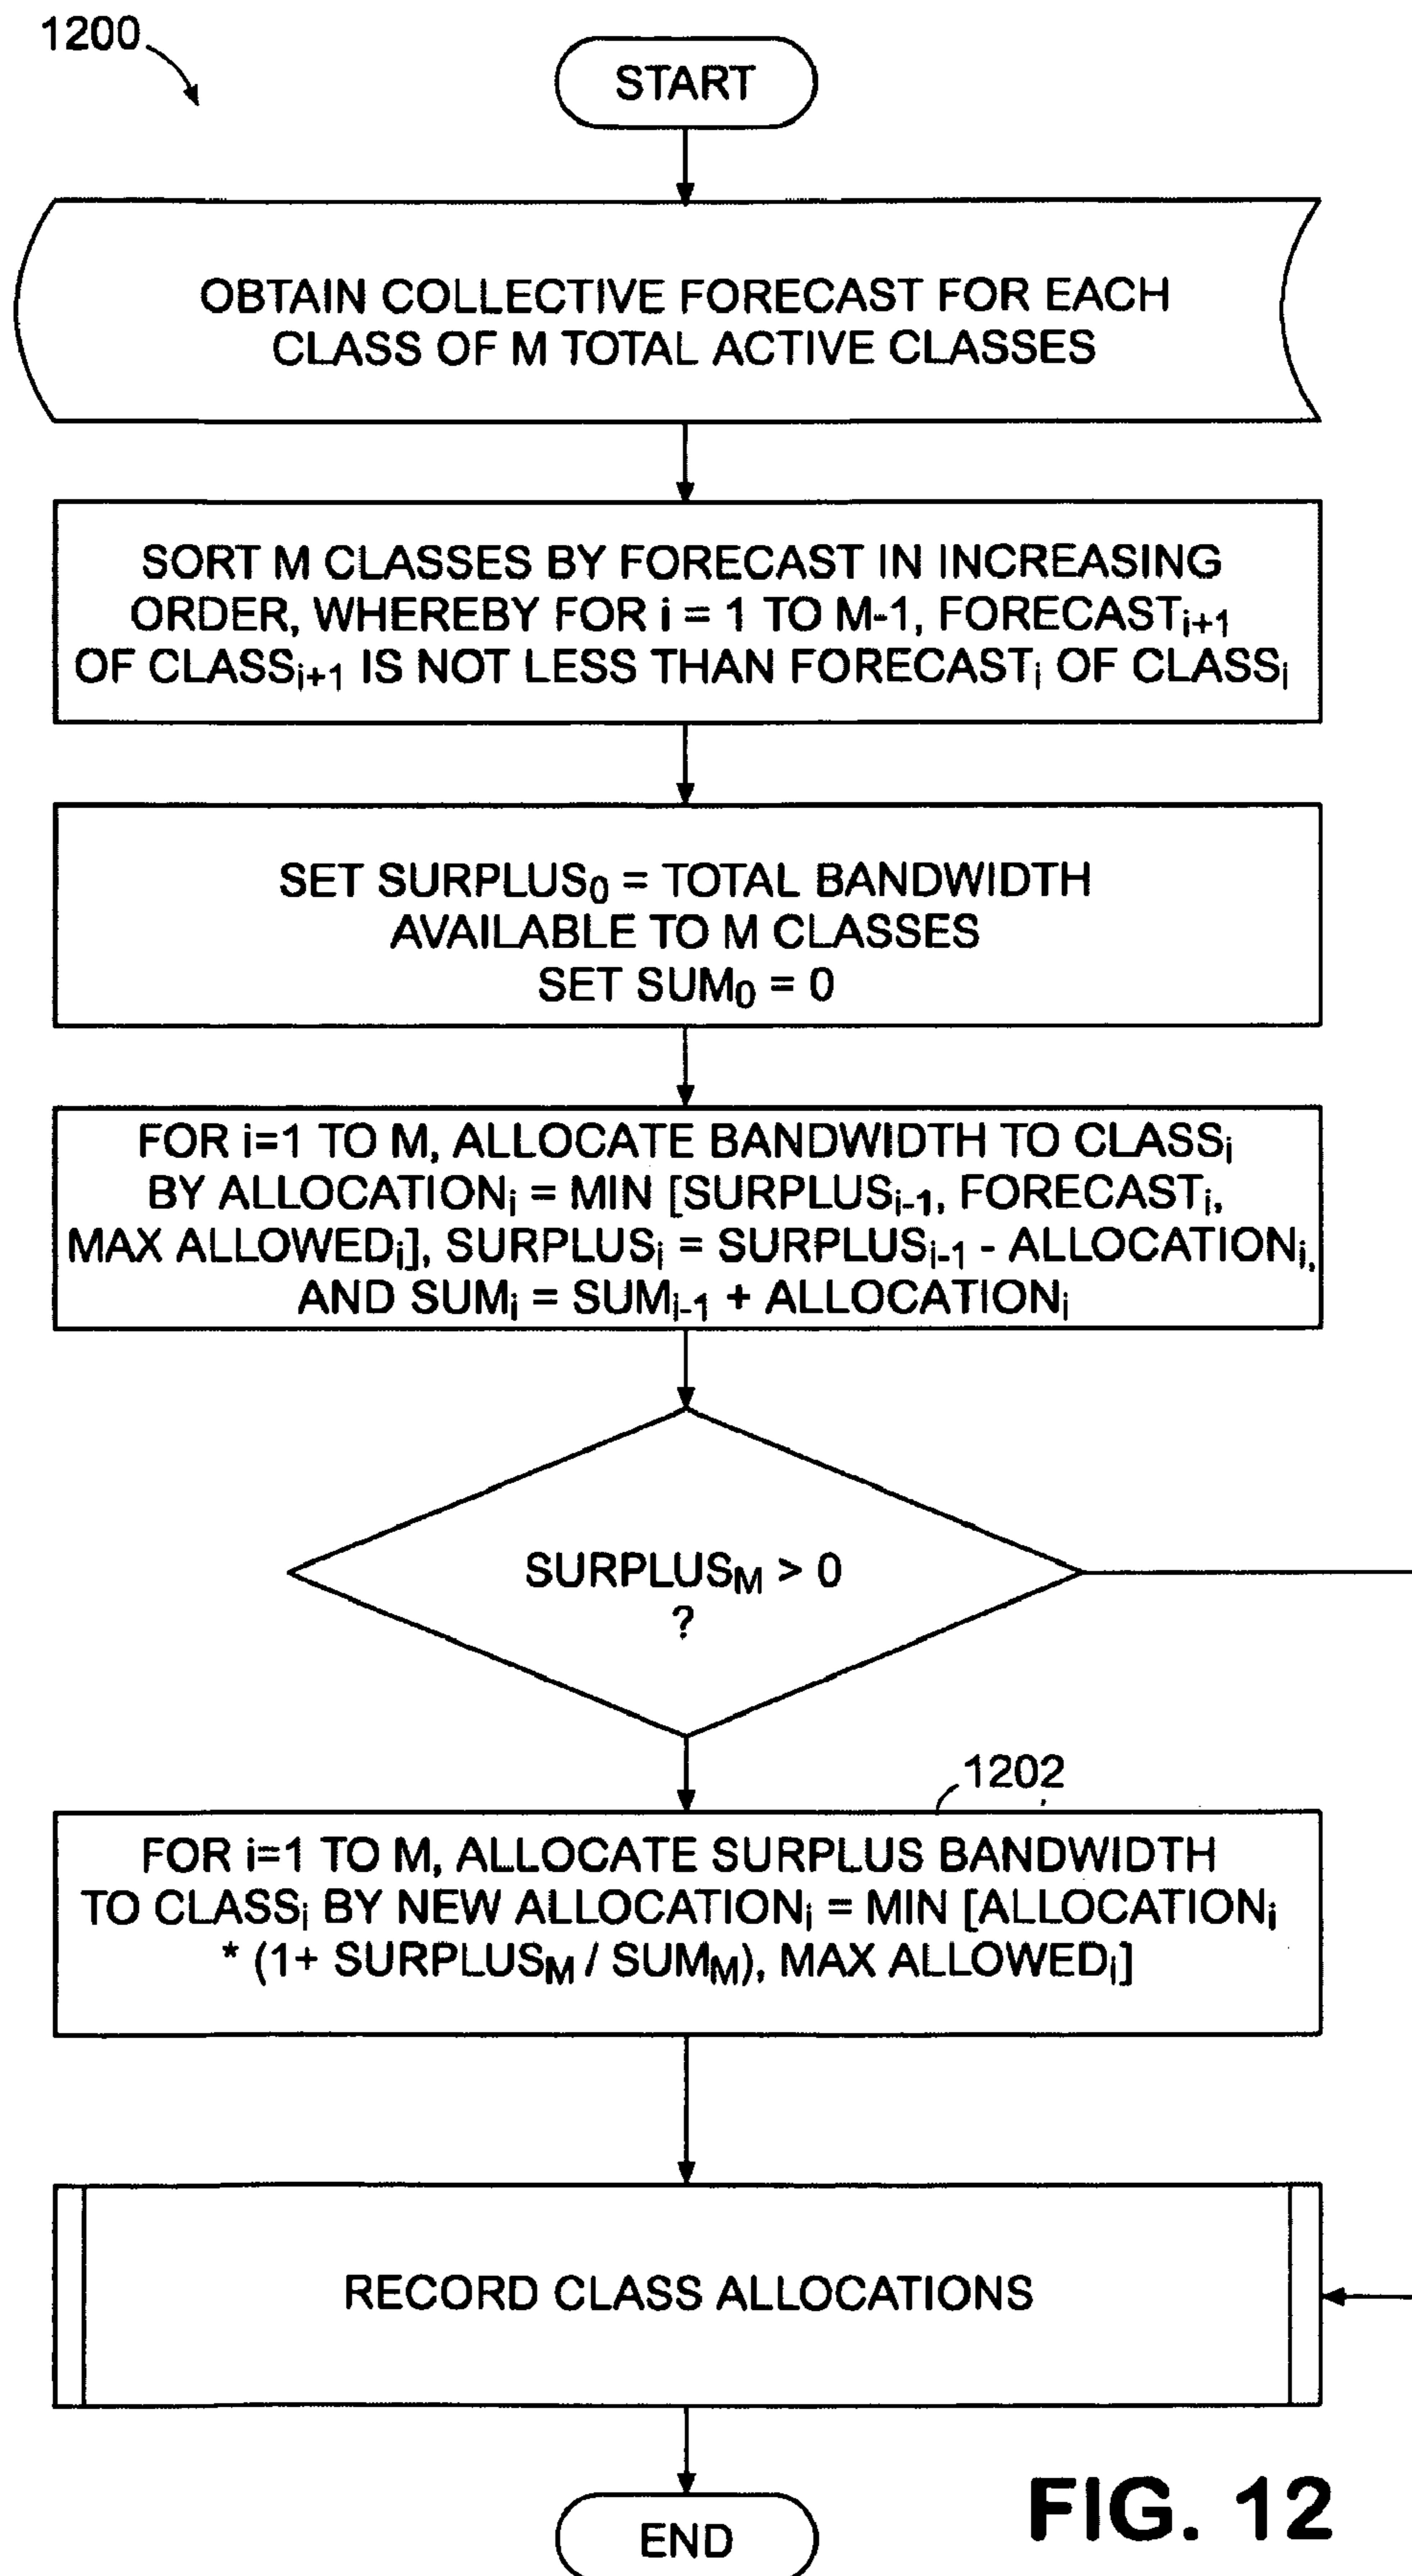 1200
START
OBTAIN COLLECTIVE FORECAST FOR EACH
CLASS OF M TOTAL ACTIVE CLASSES
SORT M CLASSES BY FORECAST IN INCREASING
ORDER, WHEREBY FOR i = 1 TO M-1, FORECASTᵢ₊₁
OF CLASSᵢ₊₁ IS NOT LESS THAN FORECASTᵢ OF CLASSᵢ
SET SURPLUS₀ = TOTAL BANDWIDTH
AVAILABLE TO M CLASSES
SET SUM₀ = 0
FOR i=1 TO M, ALLOCATE BANDWIDTH TO CLASSᵢ
BY ALLOCATIONᵢ = MIN [SURPLUSᵢ₋₁, FORECASTᵢ,
MAX ALLOWEDᵢ], SURPLUSᵢ = SURPLUSᵢ₋₁ - ALLOCATIONᵢ,
AND SUMᵢ = SUMᵢ₋₁ + ALLOCATIONᵢ
SURPLUS_M > 0
?
1202
FOR i=1 TO M, ALLOCATE SURPLUS BANDWIDTH
TO CLASSᵢ BY NEW ALLOCATIONᵢ = MIN [ALLOCATIONᵢ
* (1+ SURPLUS_M / SUM_M), MAX ALLOWEDᵢ]
RECORD CLASS ALLOCATIONS
END
FIG. 12